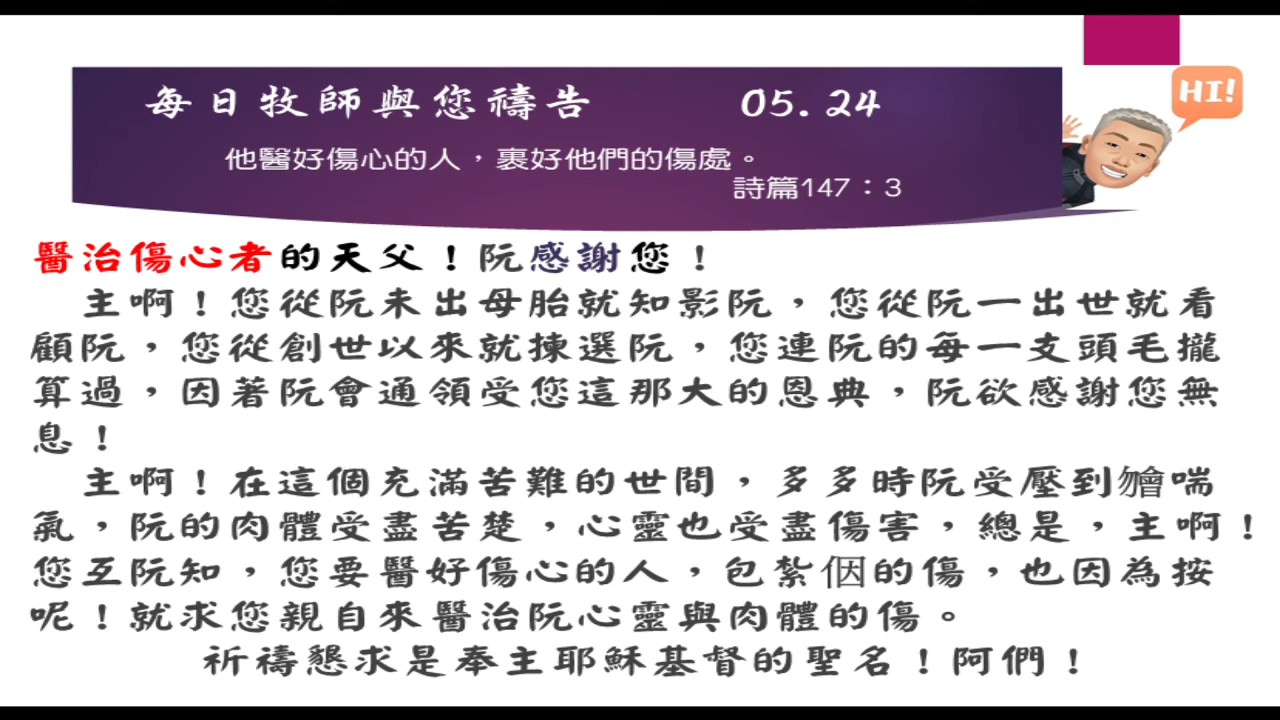 每日牧師與您禱告 05.24
HI!
他醫好傷心的人，裹好他們的傷處。
詩篇147：3
醫治傷心者的天父！阮感謝您！
主啊！您從阮未出母胎就知影阮，您從阮一出世就看
顧阮，您從創世以來就揀選阮，您連阮的每一支頭毛攏
算過，因著阮會通領受您這那大的恩典，阮欲感謝您無
息！
主啊！在這個充滿苦難的世間，多多時阮受壓到𣍐喘
氣，阮的肉體受盡苦楚，心靈也受盡傷害，總是，主啊！
您互阮知，您要醫好傷心的人，包紮𪜶的傷，也因為按
呢！就求您親自來醫治阮心靈與肉體的傷。
祈禱懇求是奉主耶穌基督的聖名！阿們！